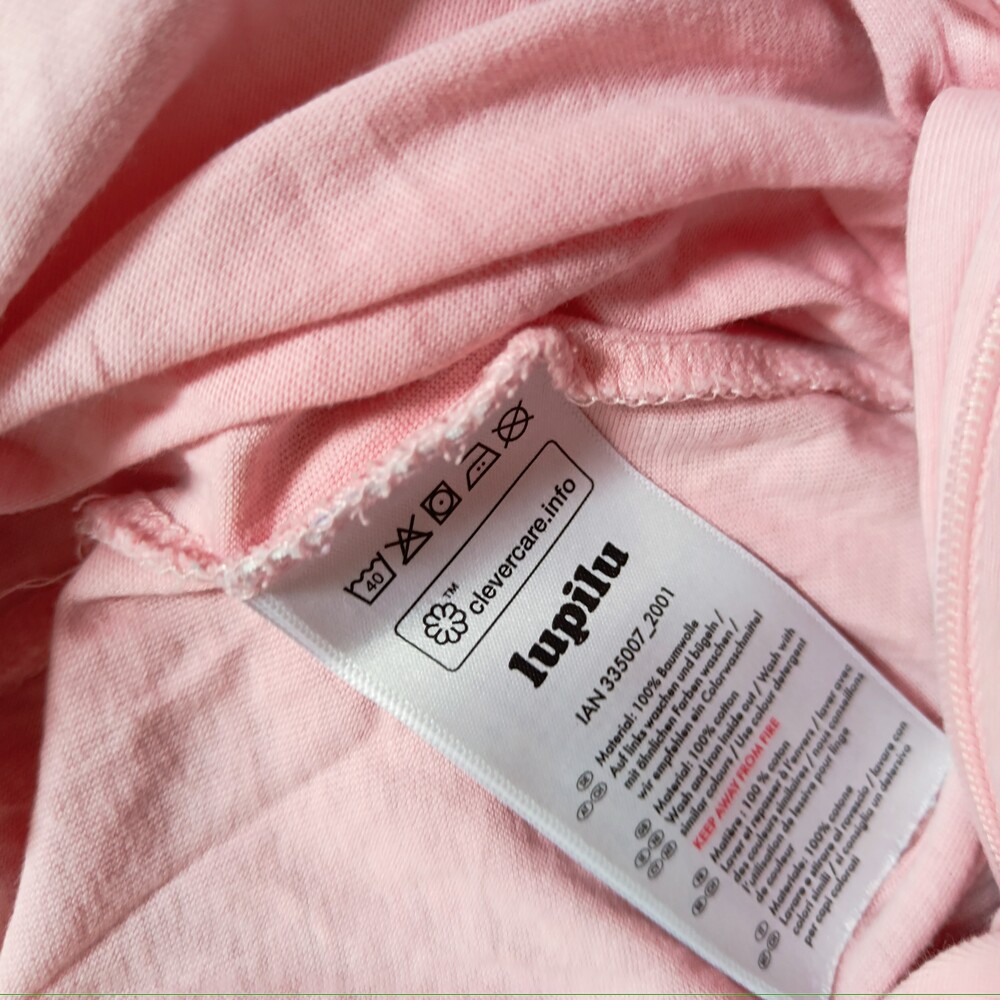 40
clevercare.info
™
lupilu
IAN 335007_2001
Material: 100% Baumwolle
Auf links waschen und bügeln /
mit ähnlichen Farben waschen /
wir empfehlen ein Colorwaschmittel
Material: 100% cotton
Wash and iron inside out / Wash with
similar colours / Use colour detergent
KEEP AWAY FROM FIRE
Matière : 100 % coton
Laver et repasser à l'envers / laver avec
des couleurs similaires / nous conseillons
l'utilisation de lessive pour linge
de couleur
Materiale: 100% cotone
Lavare e stirare al rovescio / lavare con
colori simili / si consiglia un detersivo
per capi colorati